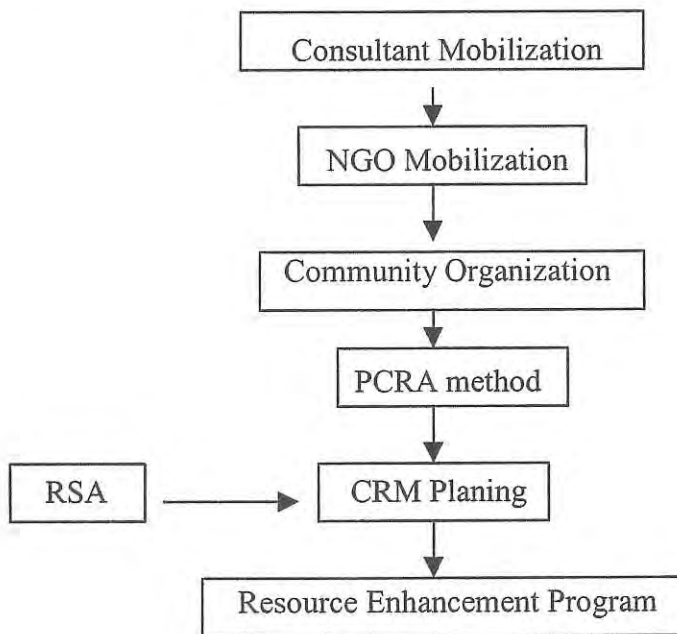 Consultant Mobilization
NGO Mobilization
Community Organization
PCRA method
RSA
CRM Planing
Resource Enhancement Program